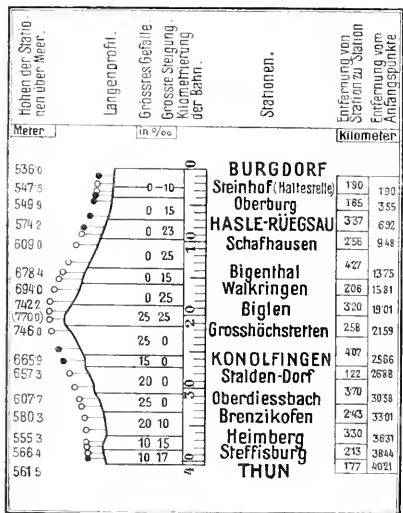 Höhen der Statio-
nen über Meer.
Längenprofil.
Grösstes Gefälle.
Grösste Steigung.
Kilometrierung
der Bahn.
Stationen.
Entfernung von
Station zu Station
Entfernung vom
Anfangspunkte
Meter
in ‰
Kilometer
536·0 0 BURGDORF
547·5 0 10 Steinhof (Haltestelle) 1·90 1·90
549·9 0 15 Oberburg 1·65 3·55
574·2 0 23 HASLE-RÜEGSAU 3·37 6·92
609·0 10 Schafhausen 2·56 9·48
0 25
678·4 0 15 Bigenthal 4·27 13·75
694·0 0 25 Walkringen 2·06 15·81
742·2 Biglen 3·20 19·01
(770·0) 25 25 20
746·0 Grosshöchstetten 2·58 21·59
25 0
665·9 15 0 KONOLFINGEN 4·07 25·66
657·3 20 0 Stalden-Dorf 1·22 26·88
30
607·7 25 0 Oberdiessbach 3·70 30·58
580·3 20 10 Brenzikofen 2·43 33·01
555·3 10 15 Heimberg 3·30 36·31
566·4 10 17 Steffisburg 2·13 38·44
561·5 40 THUN 1·77 40·21